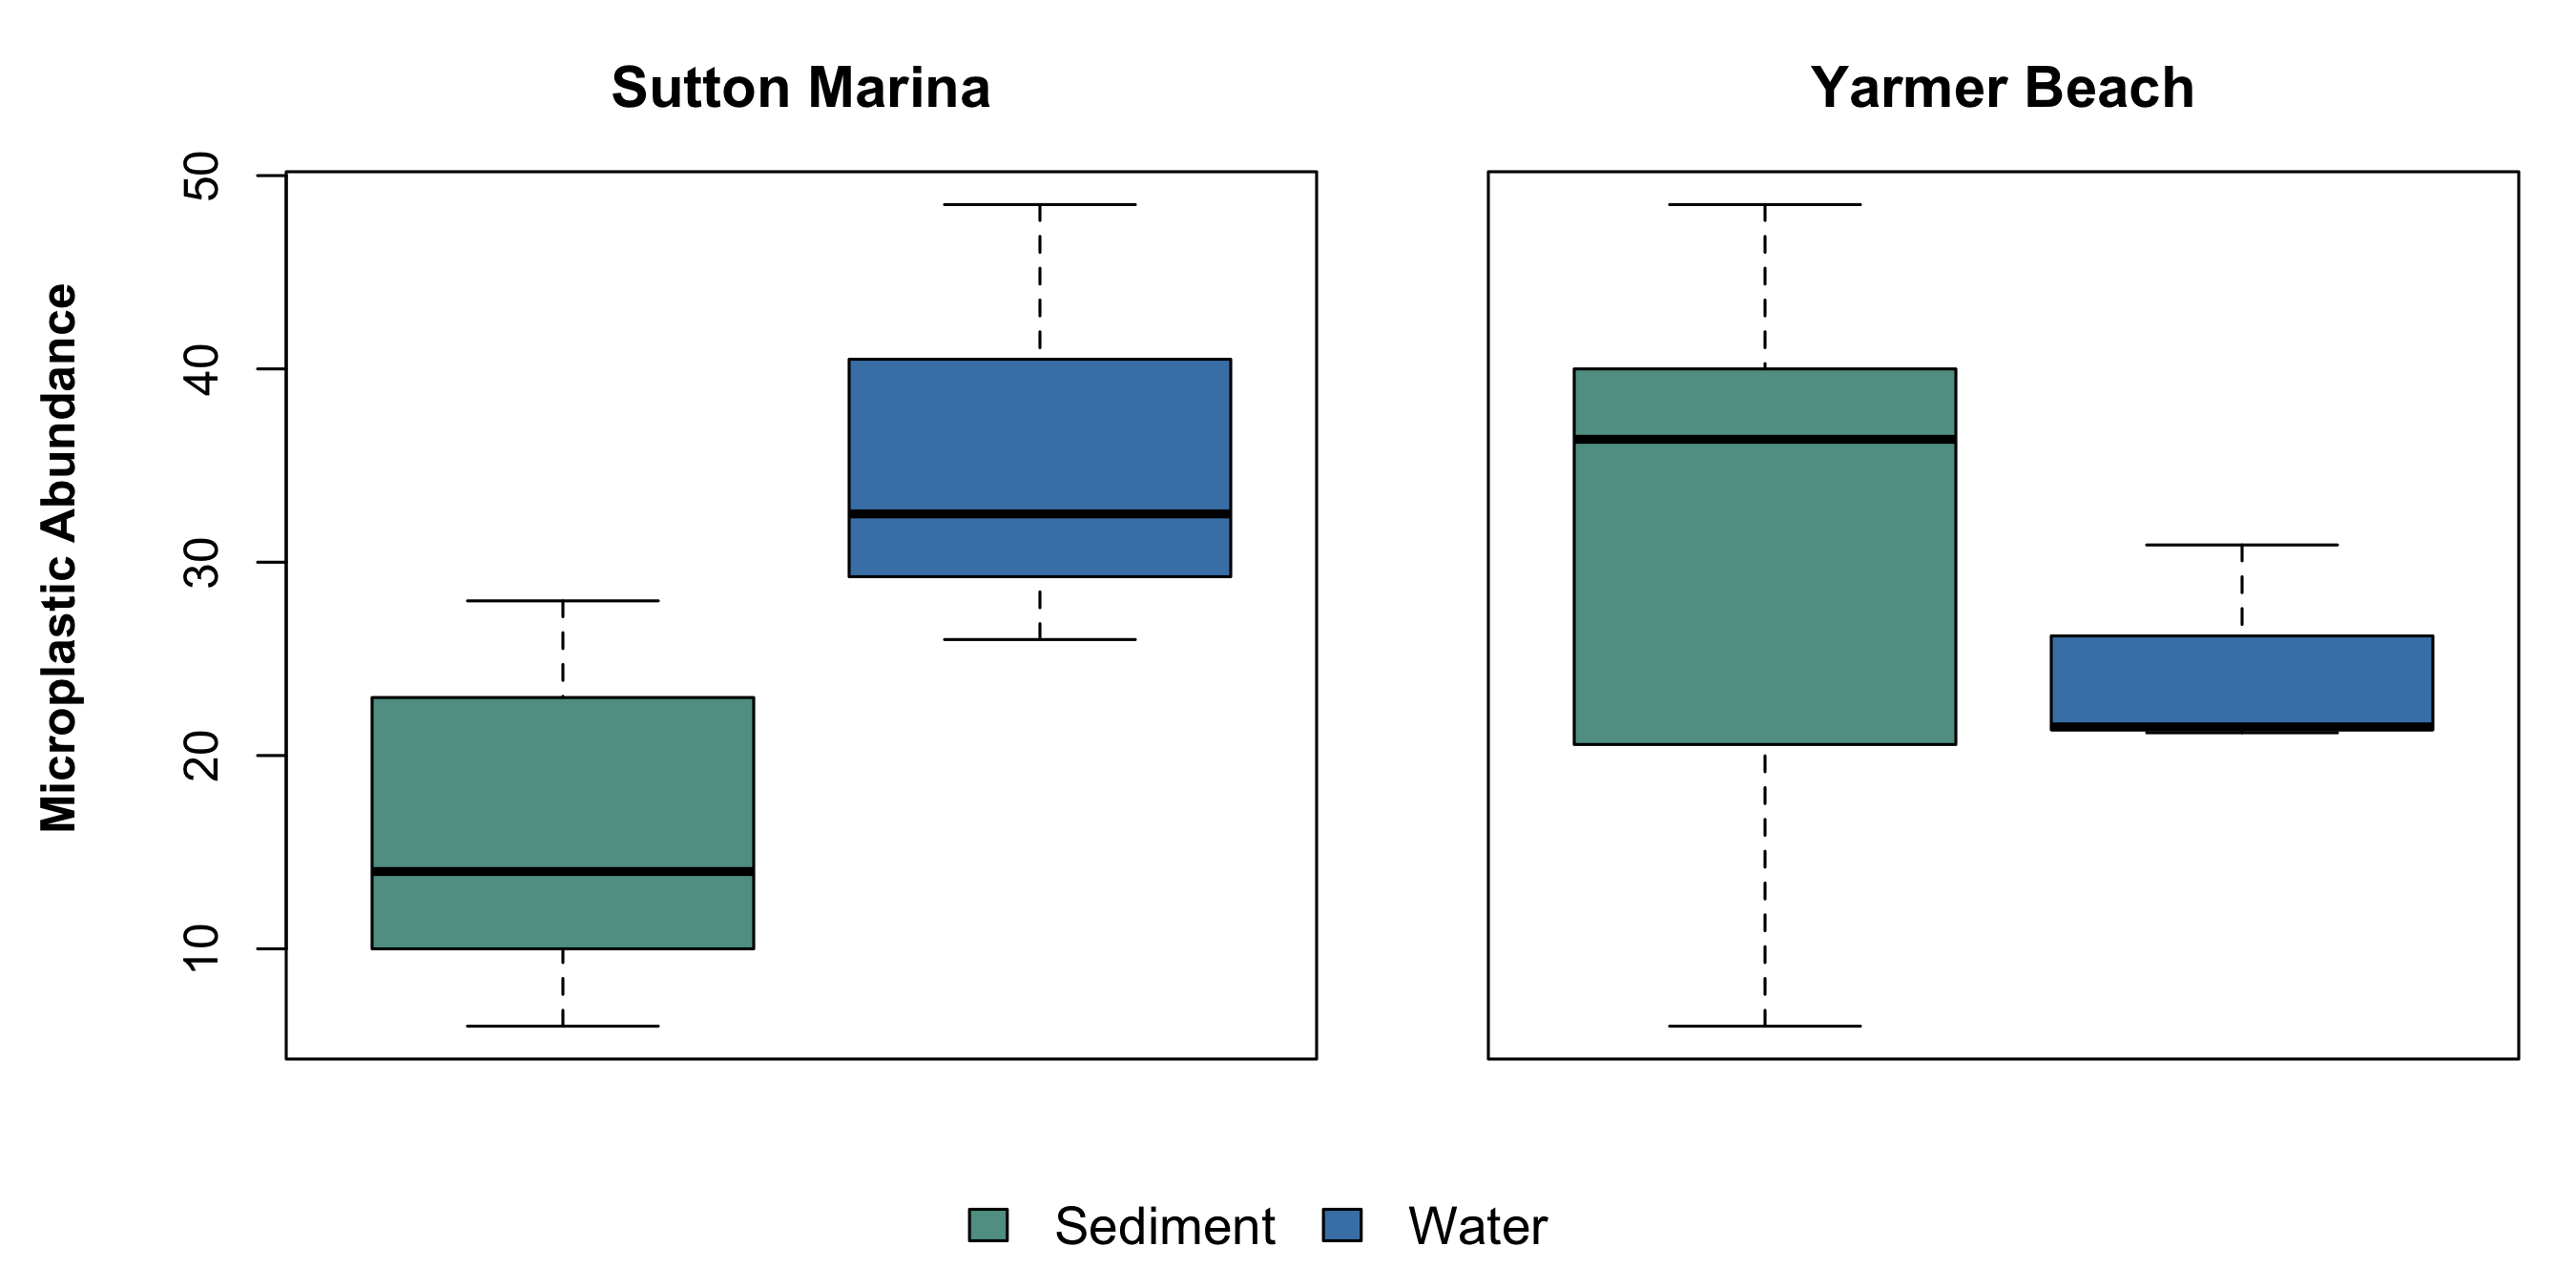 Sutton Marina
Yarmer Beach
Microplastic Abundance
50
40
30
20
10
Sediment
Water